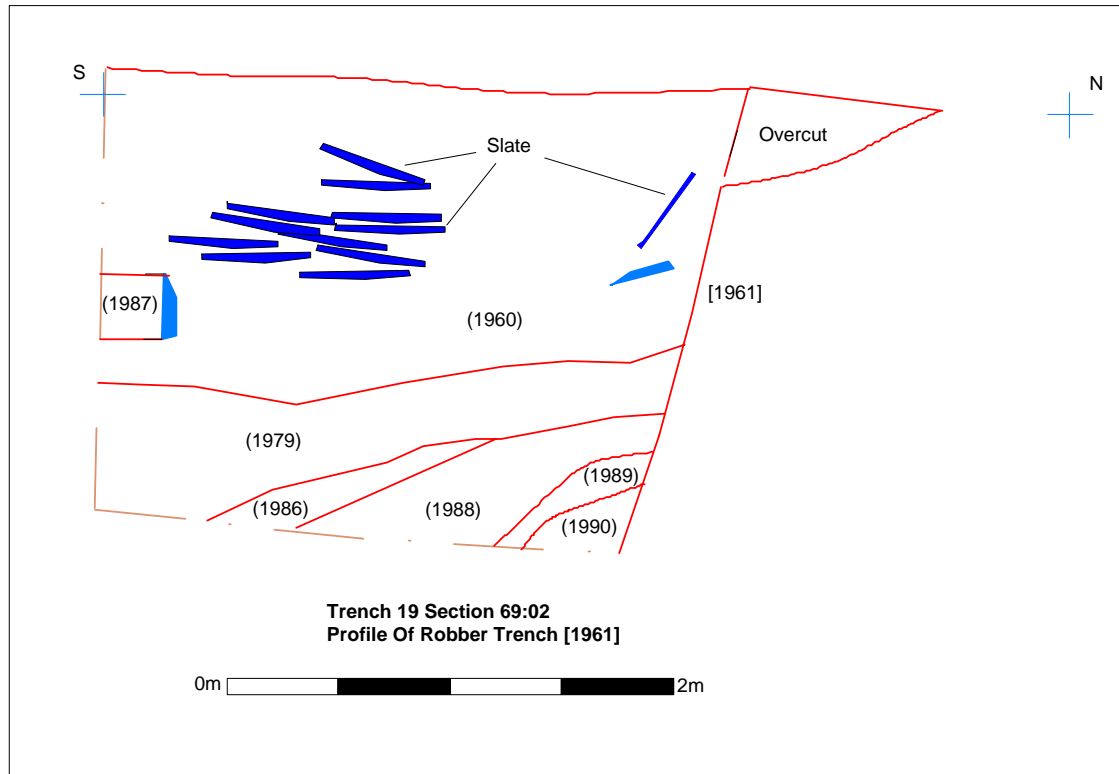 S
N
Overcut
Slate
(1987)
[1961]
(1960)
(1979)
(1989)
(1986)
(1988)
(1990)
Trench 19 Section 69:02
Profile Of Robber Trench [1961]
0m
2m